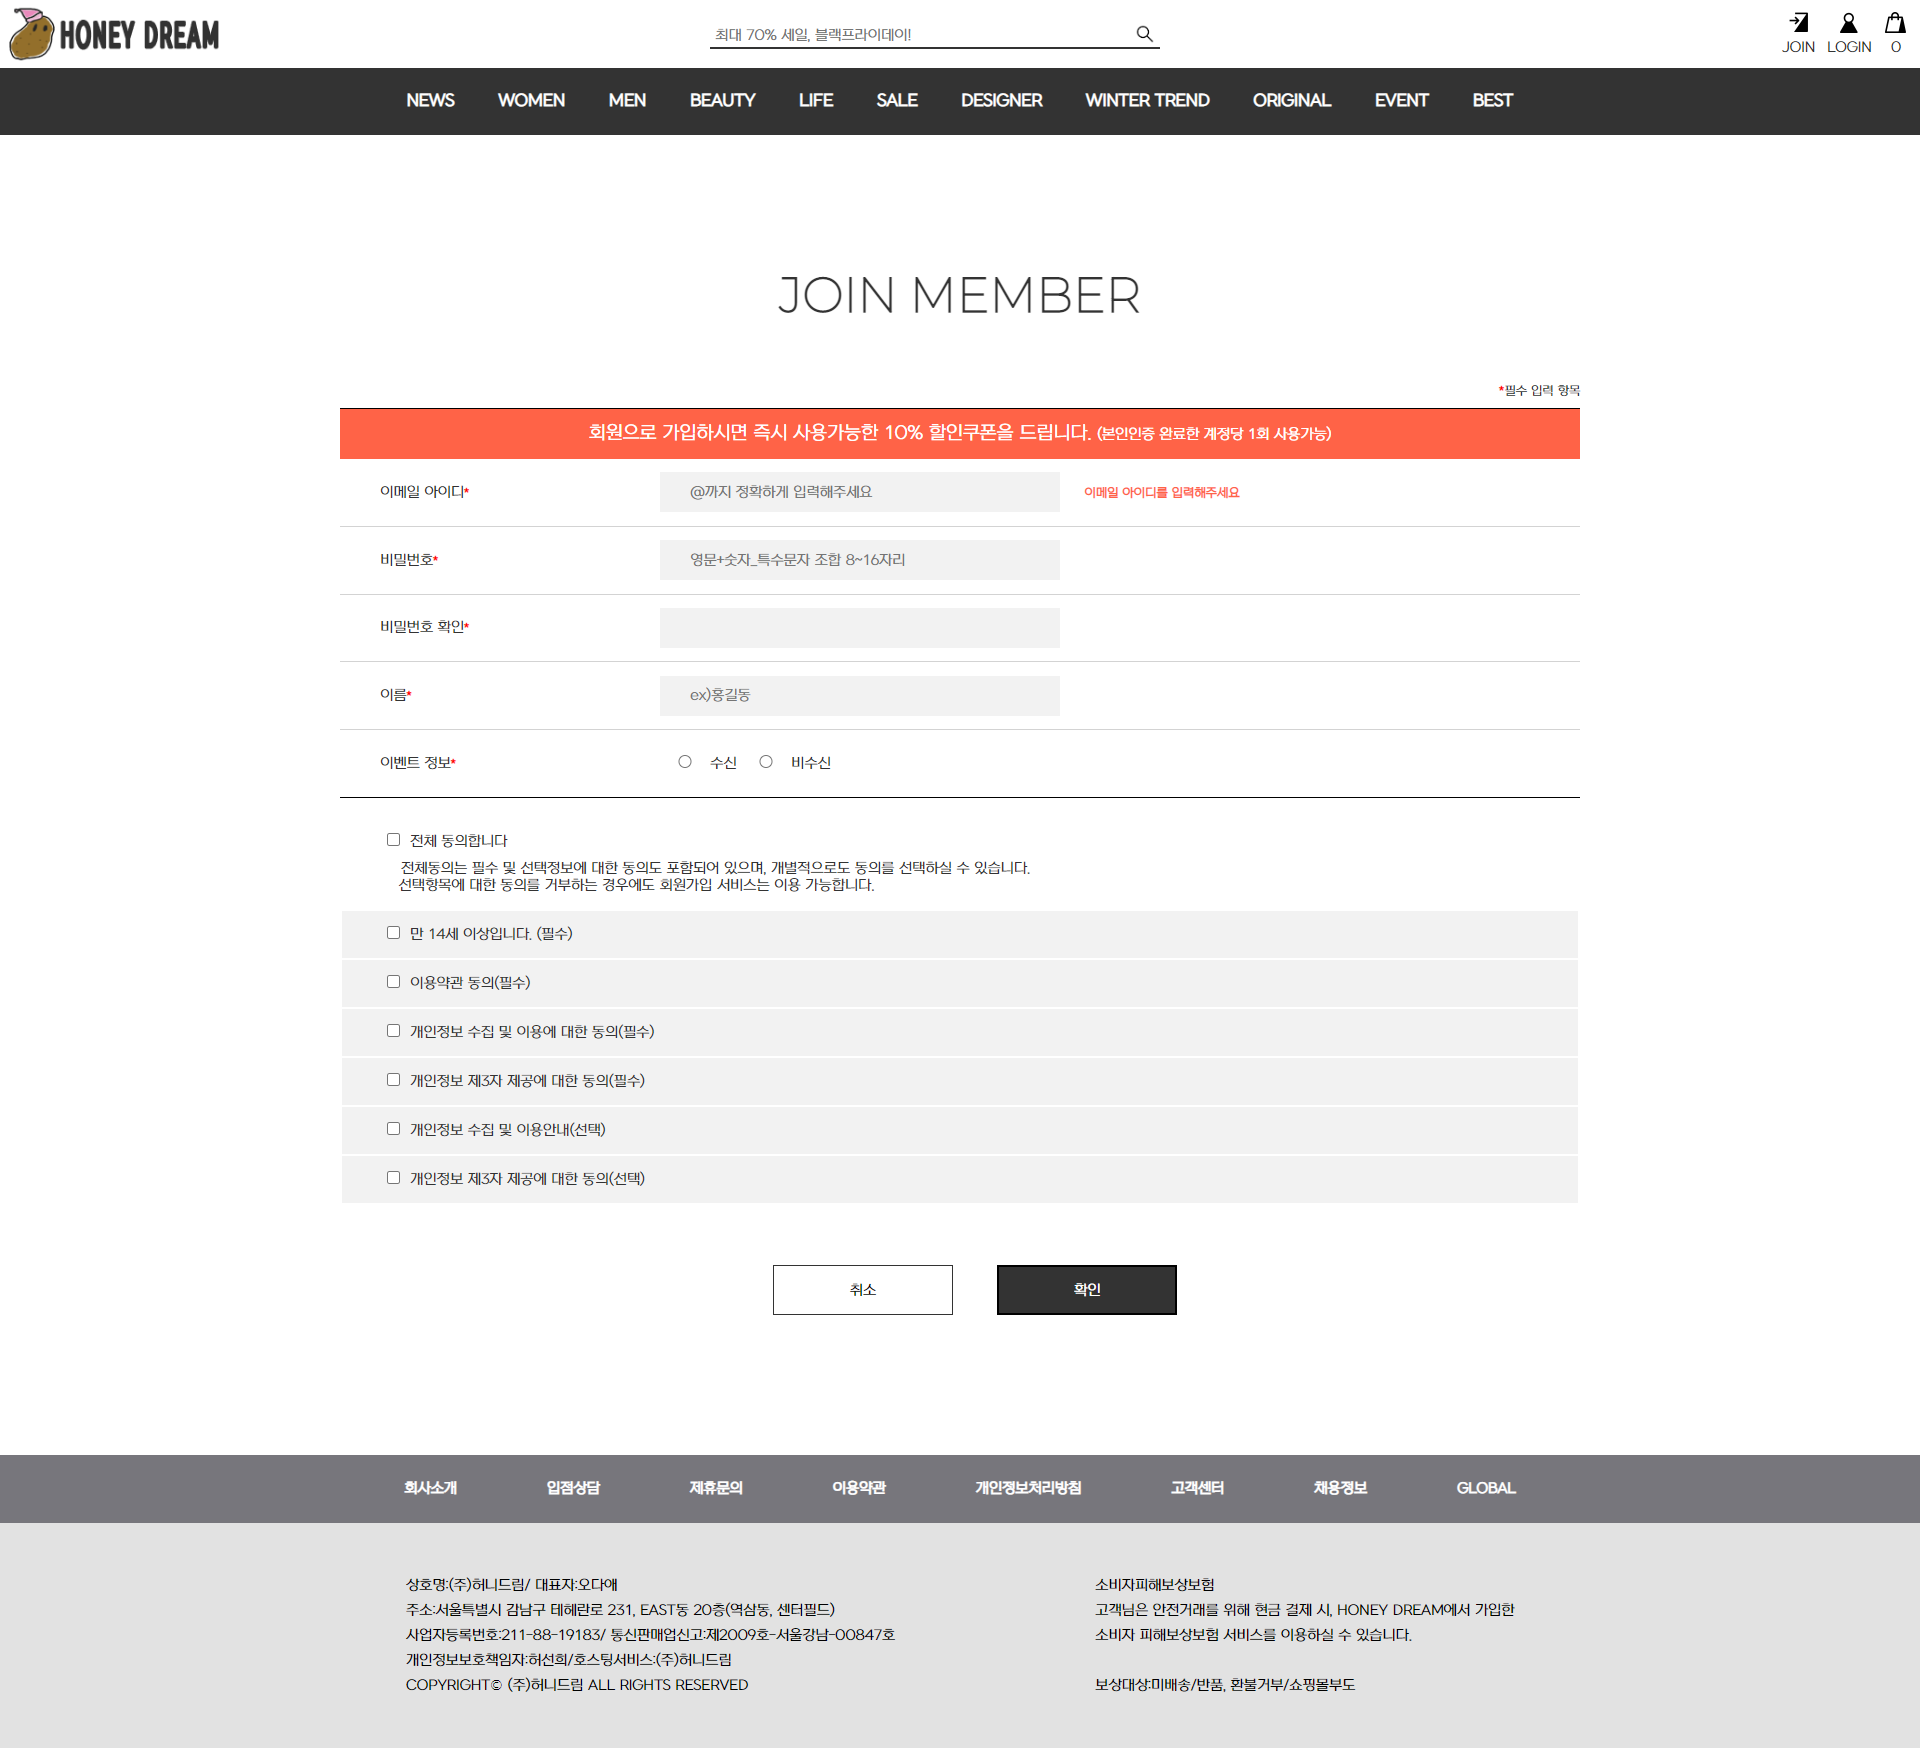 HONEY DREAM
최대 70% 세일, 블랙프라이데이!
JOIN LOGIN 0
NEWS WOMEN MEN BEAUTY LIFE SALE DESIGNER WINTER TREND ORIGINAL EVENT BEST
JOIN MEMBER
*필수 입력 항목
회원으로 가입하시면 즉시 사용가능한 10% 할인쿠폰을 드립니다. (본인인증 완료한 계정당 1회 사용가능)
이메일 아이디* @까지 정확하게 입력해주세요 이메일 아이디를 입력해주세요
비밀번호* 영문+숫자_특수문자 조합 8~16자리
비밀번호 확인*
이름* ex)홍길동
이벤트 정보* 수신 비수신
전체 동의합니다
전체동의는 필수 및 선택정보에 대한 동의도 포함되어 있으며, 개별적으로도 동의를 선택하실 수 있습니다.
선택항목에 대한 동의를 거부하는 경우에도 회원가입 서비스는 이용 가능합니다.
만 14세 이상입니다. (필수)
이용약관 동의(필수)
개인정보 수집 및 이용에 대한 동의(필수)
개인정보 제3자 제공에 대한 동의(필수)
개인정보 수집 및 이용안내(선택)
개인정보 제3자 제공에 대한 동의(선택)
취소 확인
회사소개 입점상담 제휴문의 이용약관 개인정보처리방침 고객센터 채용정보 GLOBAL
상호명:(주)허니드림/ 대표자:오다애
주소:서울특별시 감남구 테헤란로 231, EAST동 20층(역삼동, 센터필드)
사업자등록번호:211-88-19183/ 통신판매업신고:제2009호-서울강남-00847호
개인정보보호책임자:허선희/호스팅서비스:(주)허니드림
COPYRIGHT© (주)허니드림 ALL RIGHTS RESERVED
소비자피해보상보험
고객님은 안전거래를 위해 현금 결제 시, HONEY DREAM에서 가입한
소비자 피해보상보험 서비스를 이용하실 수 있습니다.
보상대상:미배송/반품, 환불거부/쇼핑몰부도